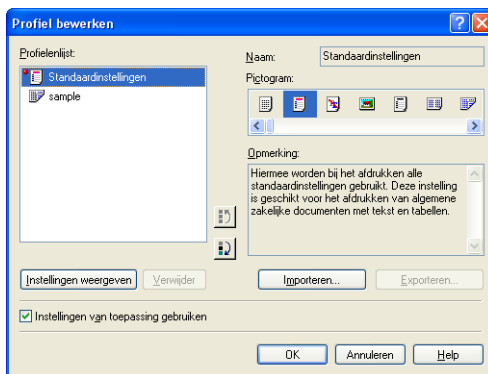 Profiel bewerken
Profielenlijst:
Standaardinstellingen
sample
Naam:
Standaardinstellingen
Pictogram:
Opmerking:
Hiermee worden bij het afdrukken alle
standaardinstellingen gebruikt. Deze instelling
is geschikt voor het afdrukken van algemene
zakelijke documenten met tekst en tabellen.
Instellingen weergeven
Verwijder
Importeren...
Exporteren...
Instellingen van toepassing gebruiken
OK
Annuleren
Help